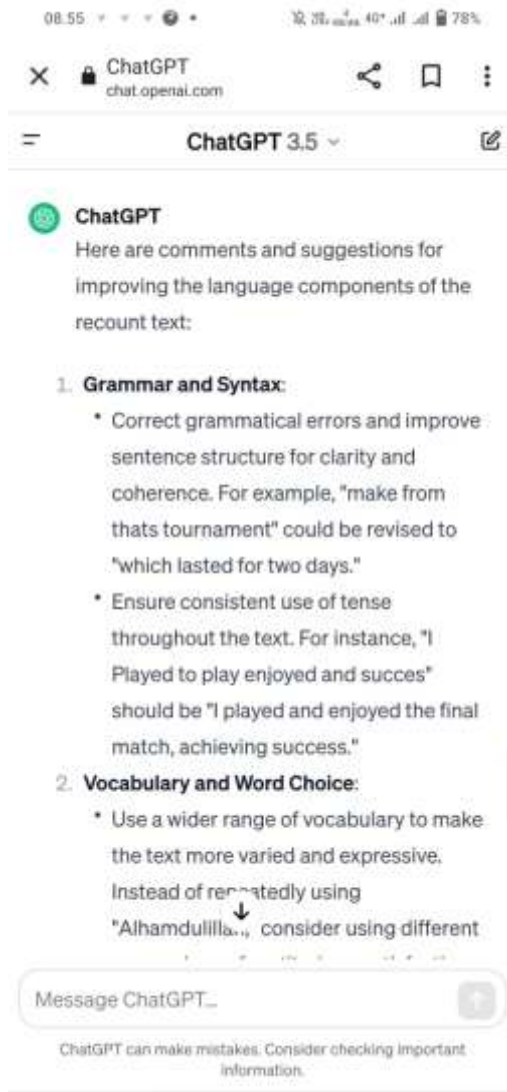 08.55
78%
ChatGPT
chat.openai.com
ChatGPT 3.5
ChatGPT
Here are comments and suggestions for
improving the language components of the
recount text:
1. Grammar and Syntax:
• Correct grammatical errors and improve
sentence structure for clarity and
coherence. For example, "make from
thats tournament" could be revised to
"which lasted for two days."
• Ensure consistent use of tense
throughout the text. For instance, "I
Played to play enjoyed and succes"
should be "I played and enjoyed the final
match, achieving success."
2. Vocabulary and Word Choice:
• Use a wider range of vocabulary to make
the text more varied and expressive.
Instead of repeatedly using
consider using different
Message ChatGPT...
ChatGPT can make mistakes. Consider checking important
information.